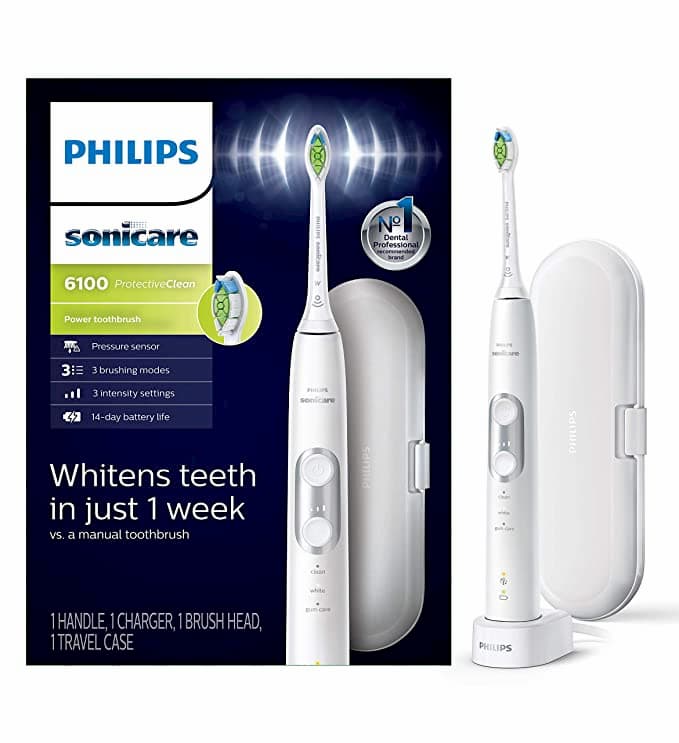 PHILIPS
sonicare
6100 ProtectiveClean
Power toothbrush
Pressure sensor
3 brushing modes
3 intensity settings
14-day battery life
Whitens teeth
in just 1 week
vs. a manual toothbrush
1 HANDLE, 1 CHARGER, 1 BRUSH HEAD,
1 TRAVEL CASE
Nº1
Dental
Professional
recommended
brand
PHILIPS sonicare
W
PHILIPS
sonicare
clean
white
gum care
PHILIPS
PHILIPS
sonicare
clean
white
gum care
PHILIPS
PHILIPS